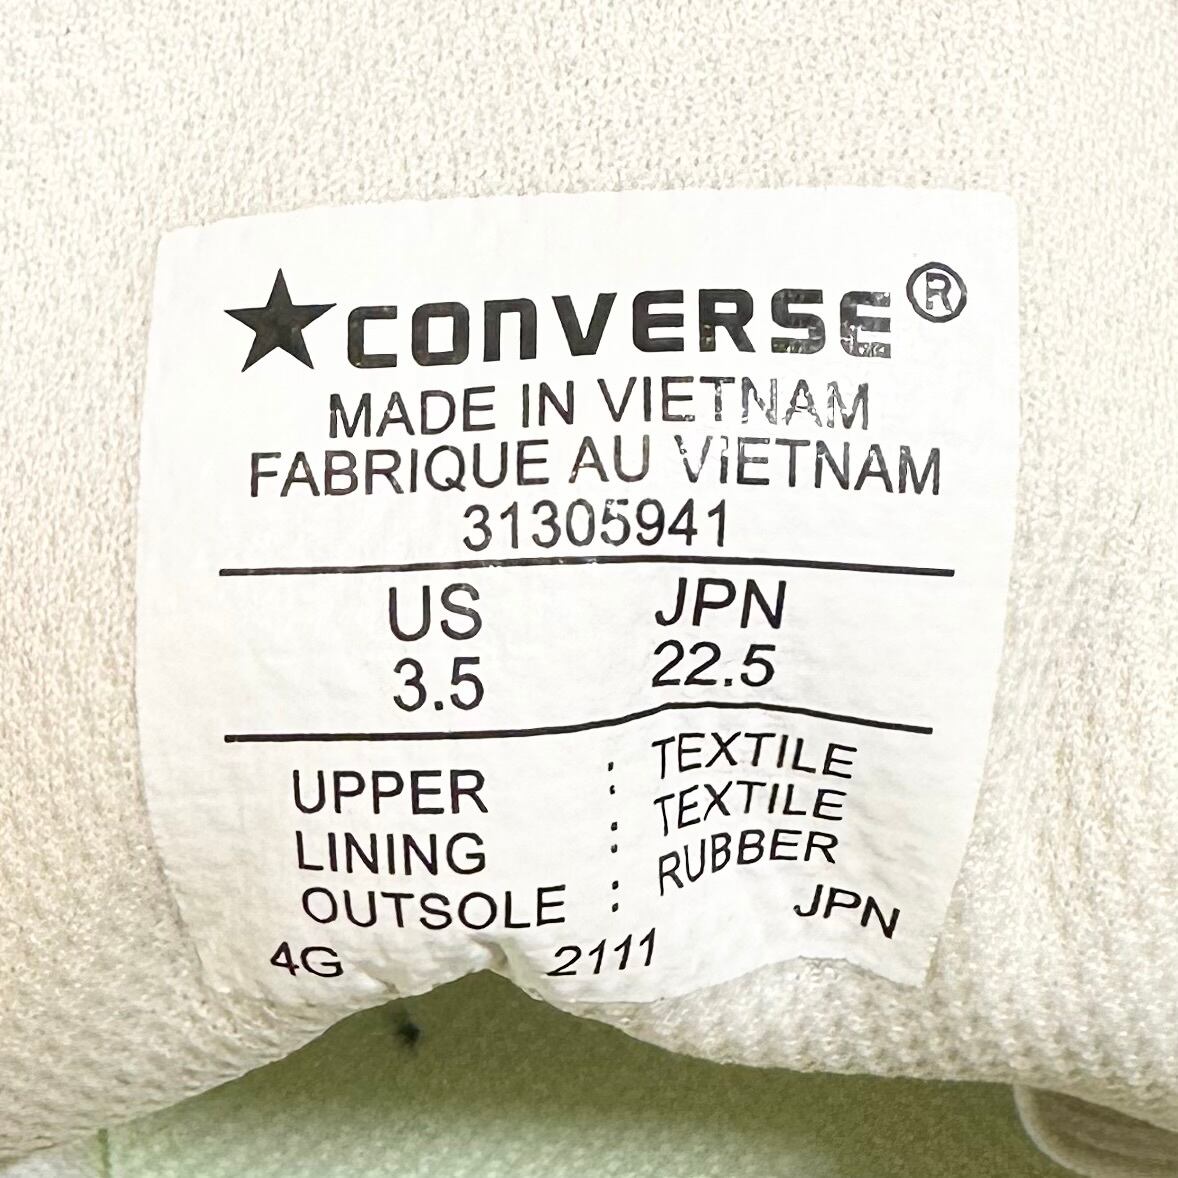 ★CONVERSE®
MADE IN VIETNAM
FABRIQUE AU VIETNAM
31305941
US JPN
3.5 22.5
UPPER : TEXTILE
LINING : TEXTILE
OUTSOLE : RUBBER
JPN
4G 2111